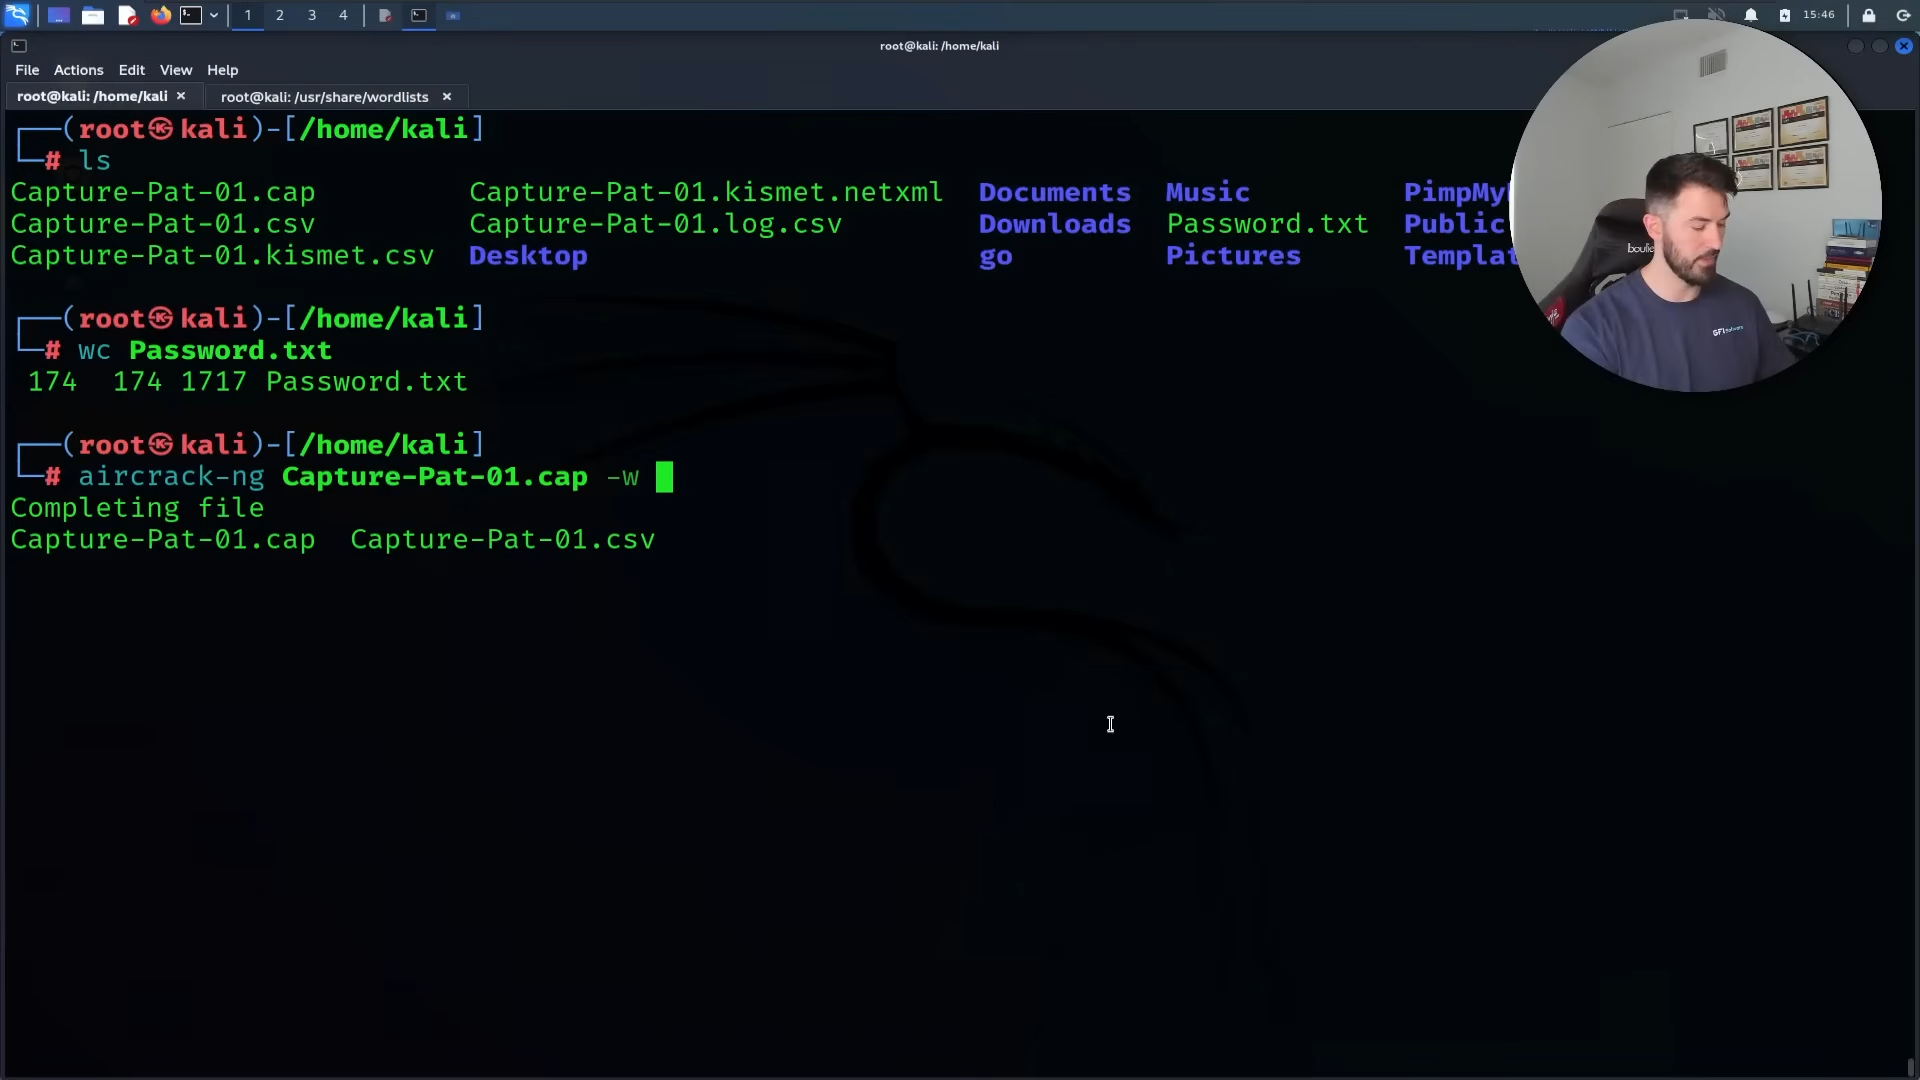 1 2 3 4 15:46
root@kali: /home/kali
File Actions Edit View Help
root@kali: /home/kali × root@kali: /usr/share/wordlists ×
(root㉿kali)-[/home/kali]
# ls
Capture-Pat-01.cap Capture-Pat-01.kismet.netxml Documents Music
Capture-Pat-01.csv Capture-Pat-01.log.csv Downloads Password.txt Public
Capture-Pat-01.kismet.csv Desktop go Pictures
(root㉿kali)-[/home/kali]
# wc Password.txt
174 174 1717 Password.txt
(root㉿kali)-[/home/kali]
# aircrack-ng Capture-Pat-01.cap -w
Completing file
Capture-Pat-01.cap Capture-Pat-01.csv